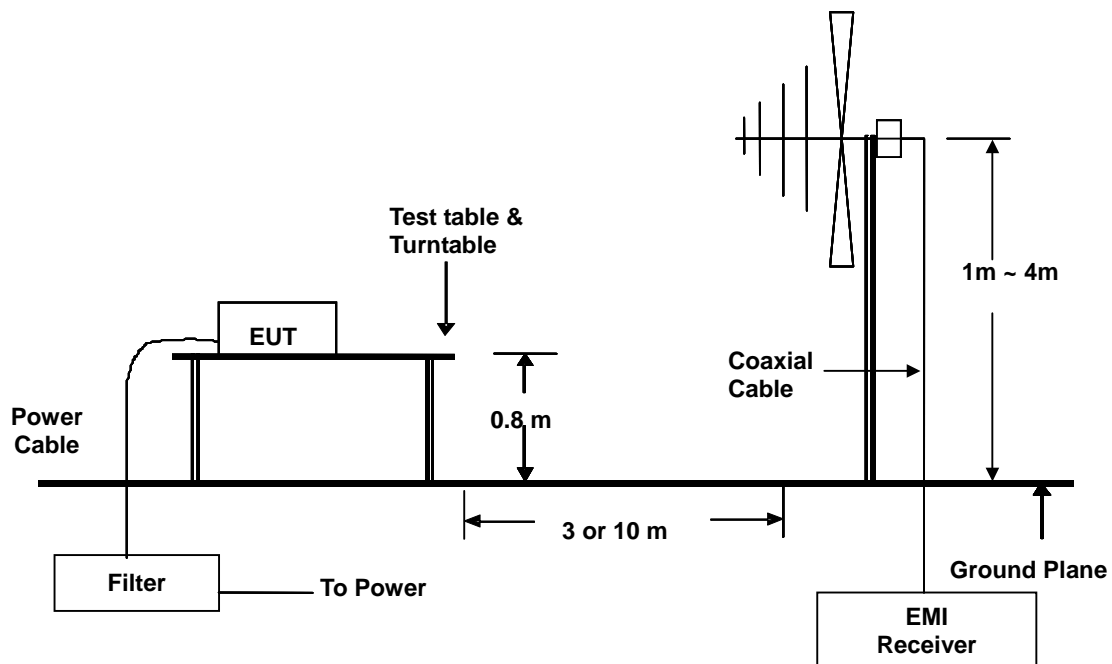 Test table &
Turntable
1m ~ 4m
EUT
Coaxial
Cable
0.8 m
Power
Cable
3 or 10 m
Filter
To Power
Ground Plane
EMI
Receiver